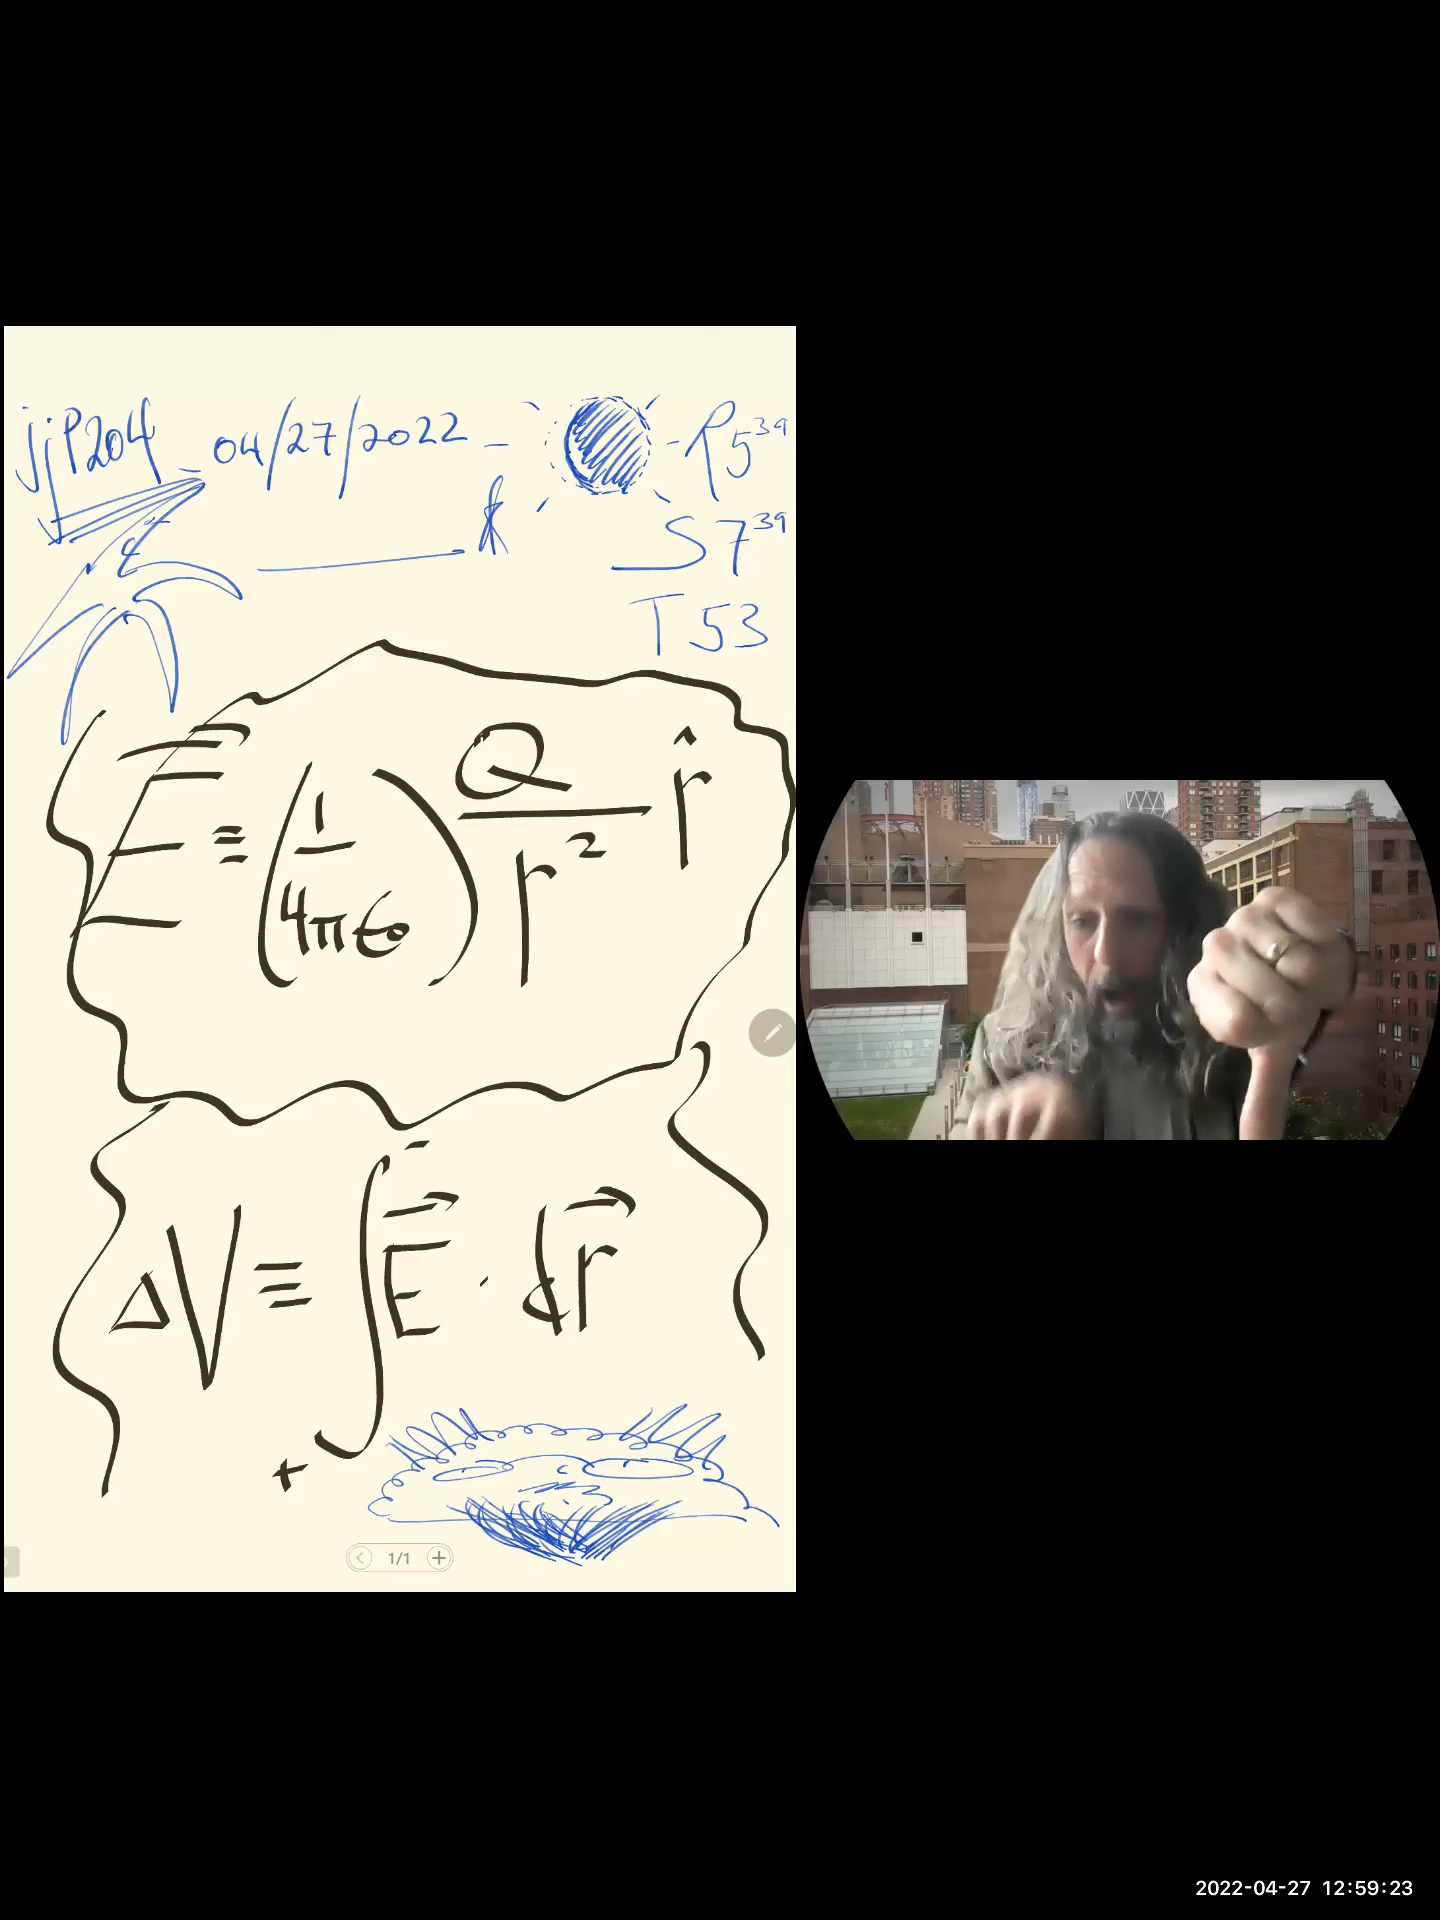 jjP204 - 04/27/2022 - - R5³⁹
S7³⁹
T53
E⃗ = (1/4πε₀) Q/r² r̂
ΔV ≡ ∫₊⁻ E⃗ · dr⃗
1/1
2022-04-27 12:59:23